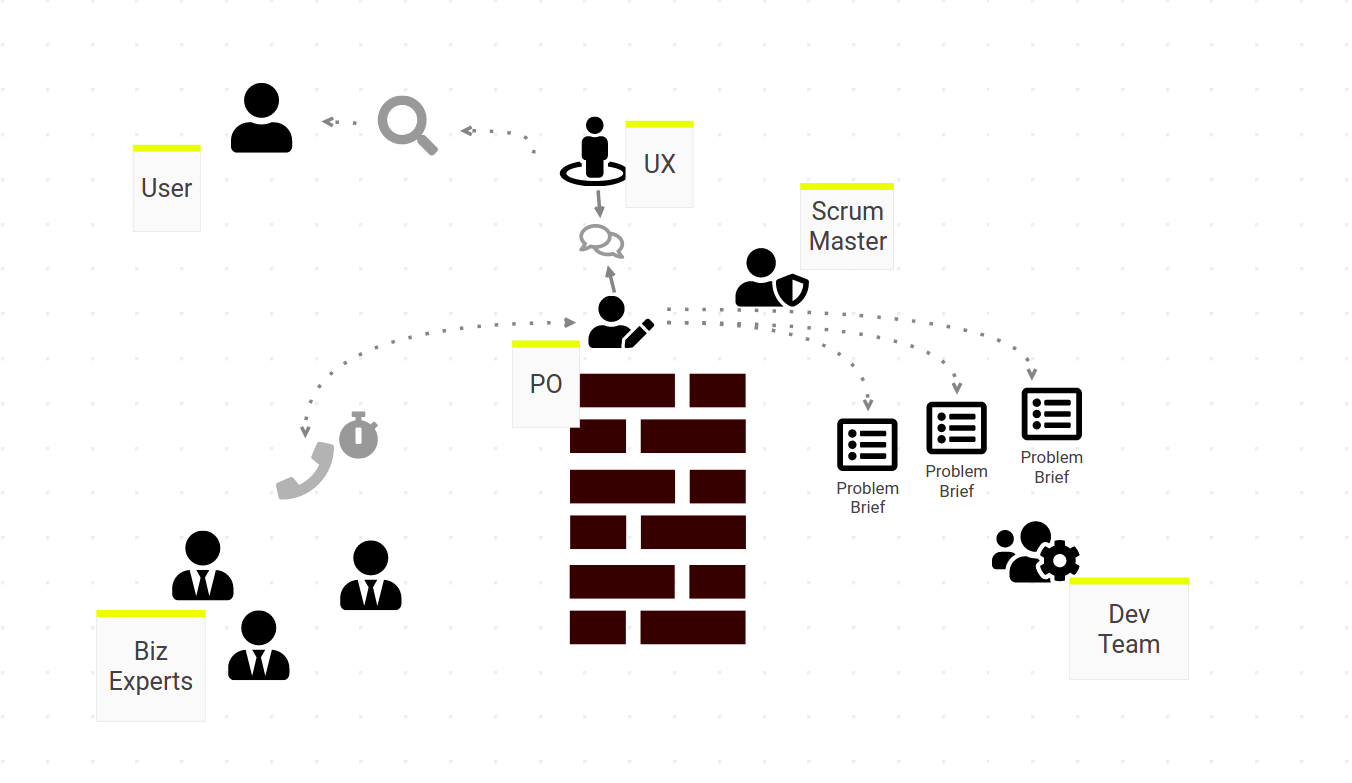 User
UX
Scrum
Master
PO
Problem
Brief
Problem
Brief
Problem
Brief
Biz
Experts
Dev
Team